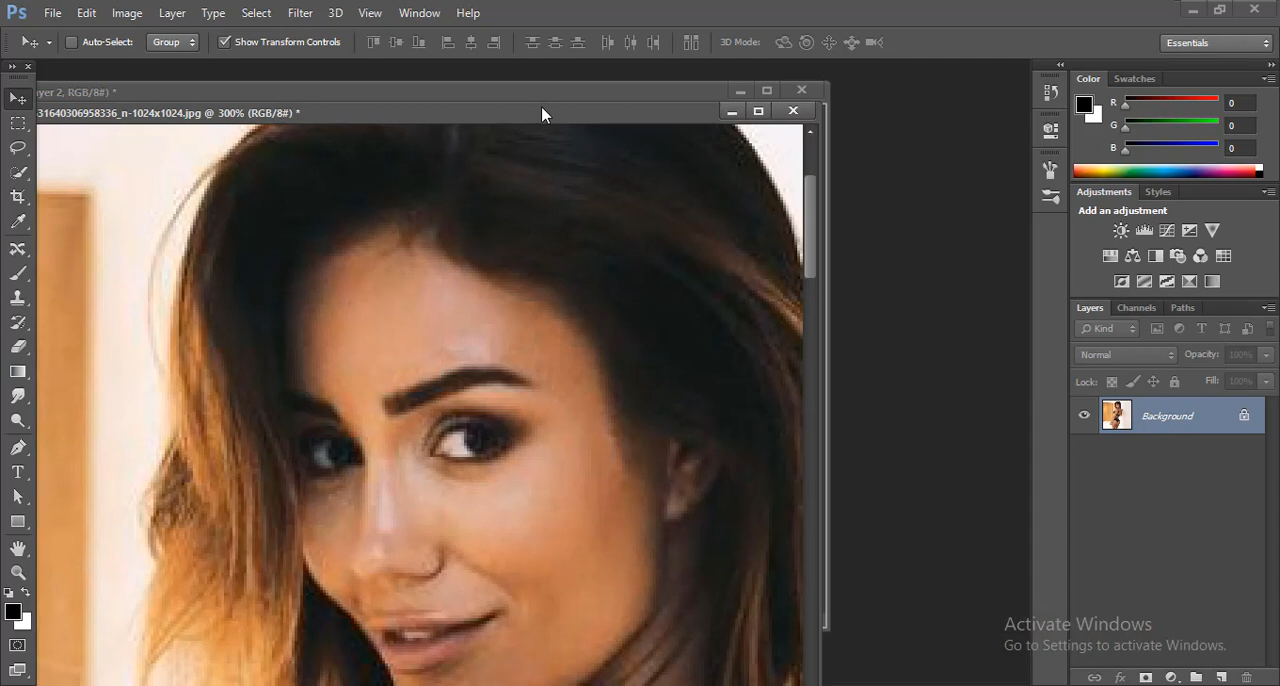 Ps File Edit Image Layer Type Select Filter 3D View Window Help
Auto-Select: Group Show Transform Controls 3D Mode: Essentials
yer 2, RGB/8#) *
31640306958336_n-1024x1024.jpg @ 300% (RGB/8#) *
Color Swatches
R 0
G 0
B 0
Adjustments Styles
Add an adjustment
Layers Channels Paths
Kind
Normal Opacity: 100%
Lock: Fill: 100%
Background
T
fx
Activate Windows
Go to Settings to activate Windows.